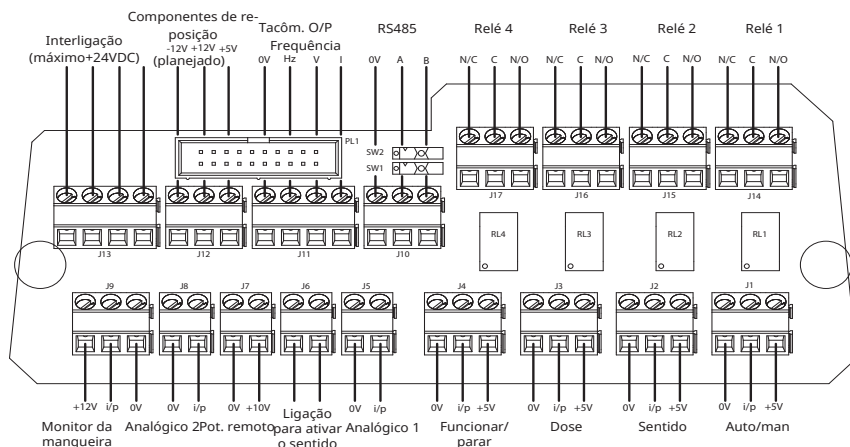 Interligação
(máximo+24VDC)
Componentes de re-
posição
-12V +12V +5V
(planejado)
Tacôm. O/P
Frequência
0V Hz V I
RS485
0V A B
Relé 4
N/C C N/O
Relé 3
N/C C N/O
Relé 2
N/C C N/O
Relé 1
N/C C N/O
PL1
SW2
SW1
J17
J16
J15
J14
J13
J12
J11
J10
RL4
RL3
RL2
RL1
J9
J8
J7
J6
J5
J4
J3
J2
J1
+12V i/p 0V
0V i/p
0V +10V
0V i/p
0V i/p +5V
0V i/p +5V
0V i/p +5V
0V i/p +5V
Monitor da
mangueira
Analógico 2
Pot. remoto
Ligação
para ativar
o sentido
Analógico 1
Funcionar/
parar
Dose
Sentido
Auto/man